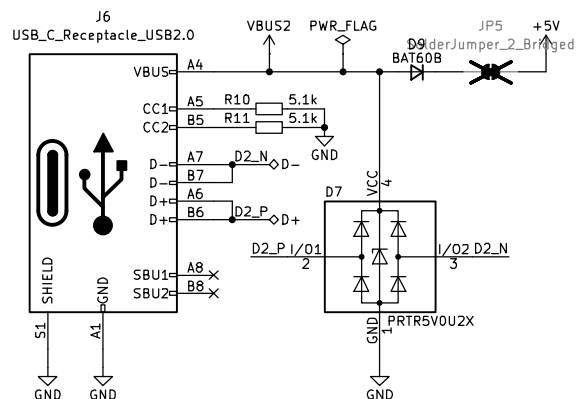 J6
USB_C_Receptacle_USB2.0
VBUS2
PWR_FLAG
JP5
SolderJumper_2_Bridged
+5V
D9
BAT60B
VBUS
A4
CC1
A5
R10
5.1k
CC2
B5
R11
5.1k
GND
D-
A7
D2_N
D-
D-
B7
D+
A6
D+
B6
D2_P
D+
D7
VCC
4
D2_P
I/O1
2
I/O2
D2_N
3
SBU1
A8
SBU2
B8
SHIELD
GND
S1
A1
PRTR5V0U2X
GND
1
GND
GND
GND